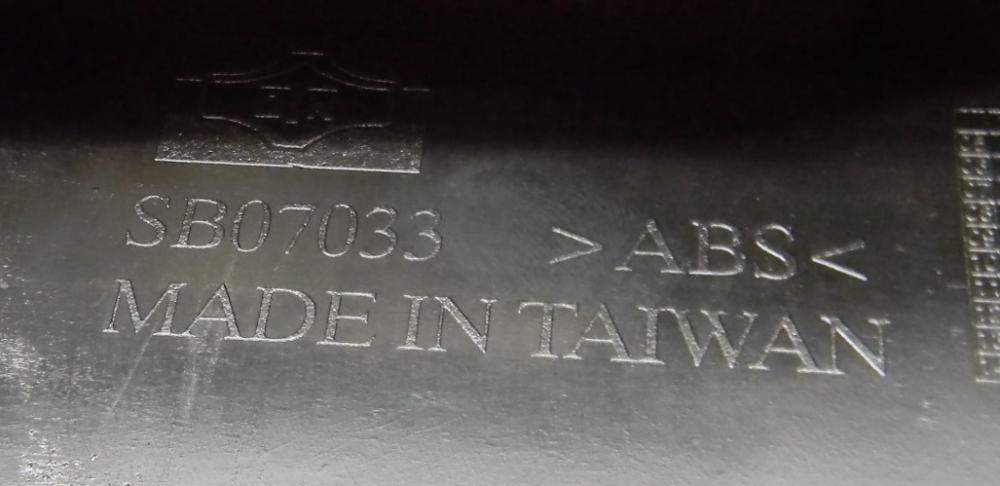 SB07033 >ABS<
MADE IN TAIWAN